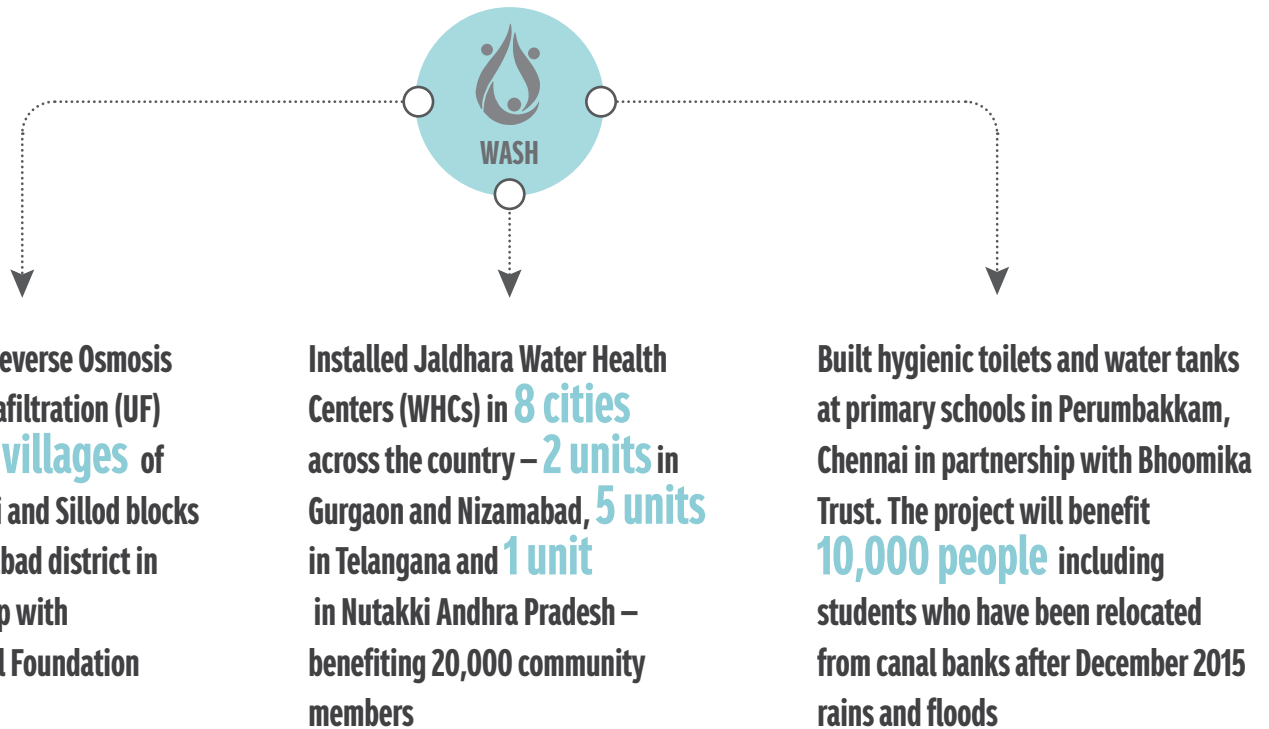 WASH
everse Osmosis
afiltration (UF)
villages of
i and Sillod blocks
bad district in
p with
l Foundation
Installed Jaldhara Water Health
Centers (WHCs) in 8 cities
across the country – 2 units in
Gurgaon and Nizamabad, 5 units
in Telangana and 1 unit
in Nutakki Andhra Pradesh –
benefiting 20,000 community
members
Built hygienic toilets and water tanks
at primary schools in Perumbakkam,
Chennai in partnership with Bhoomika
Trust. The project will benefit
10,000 people including
students who have been relocated
from canal banks after December 2015
rains and floods